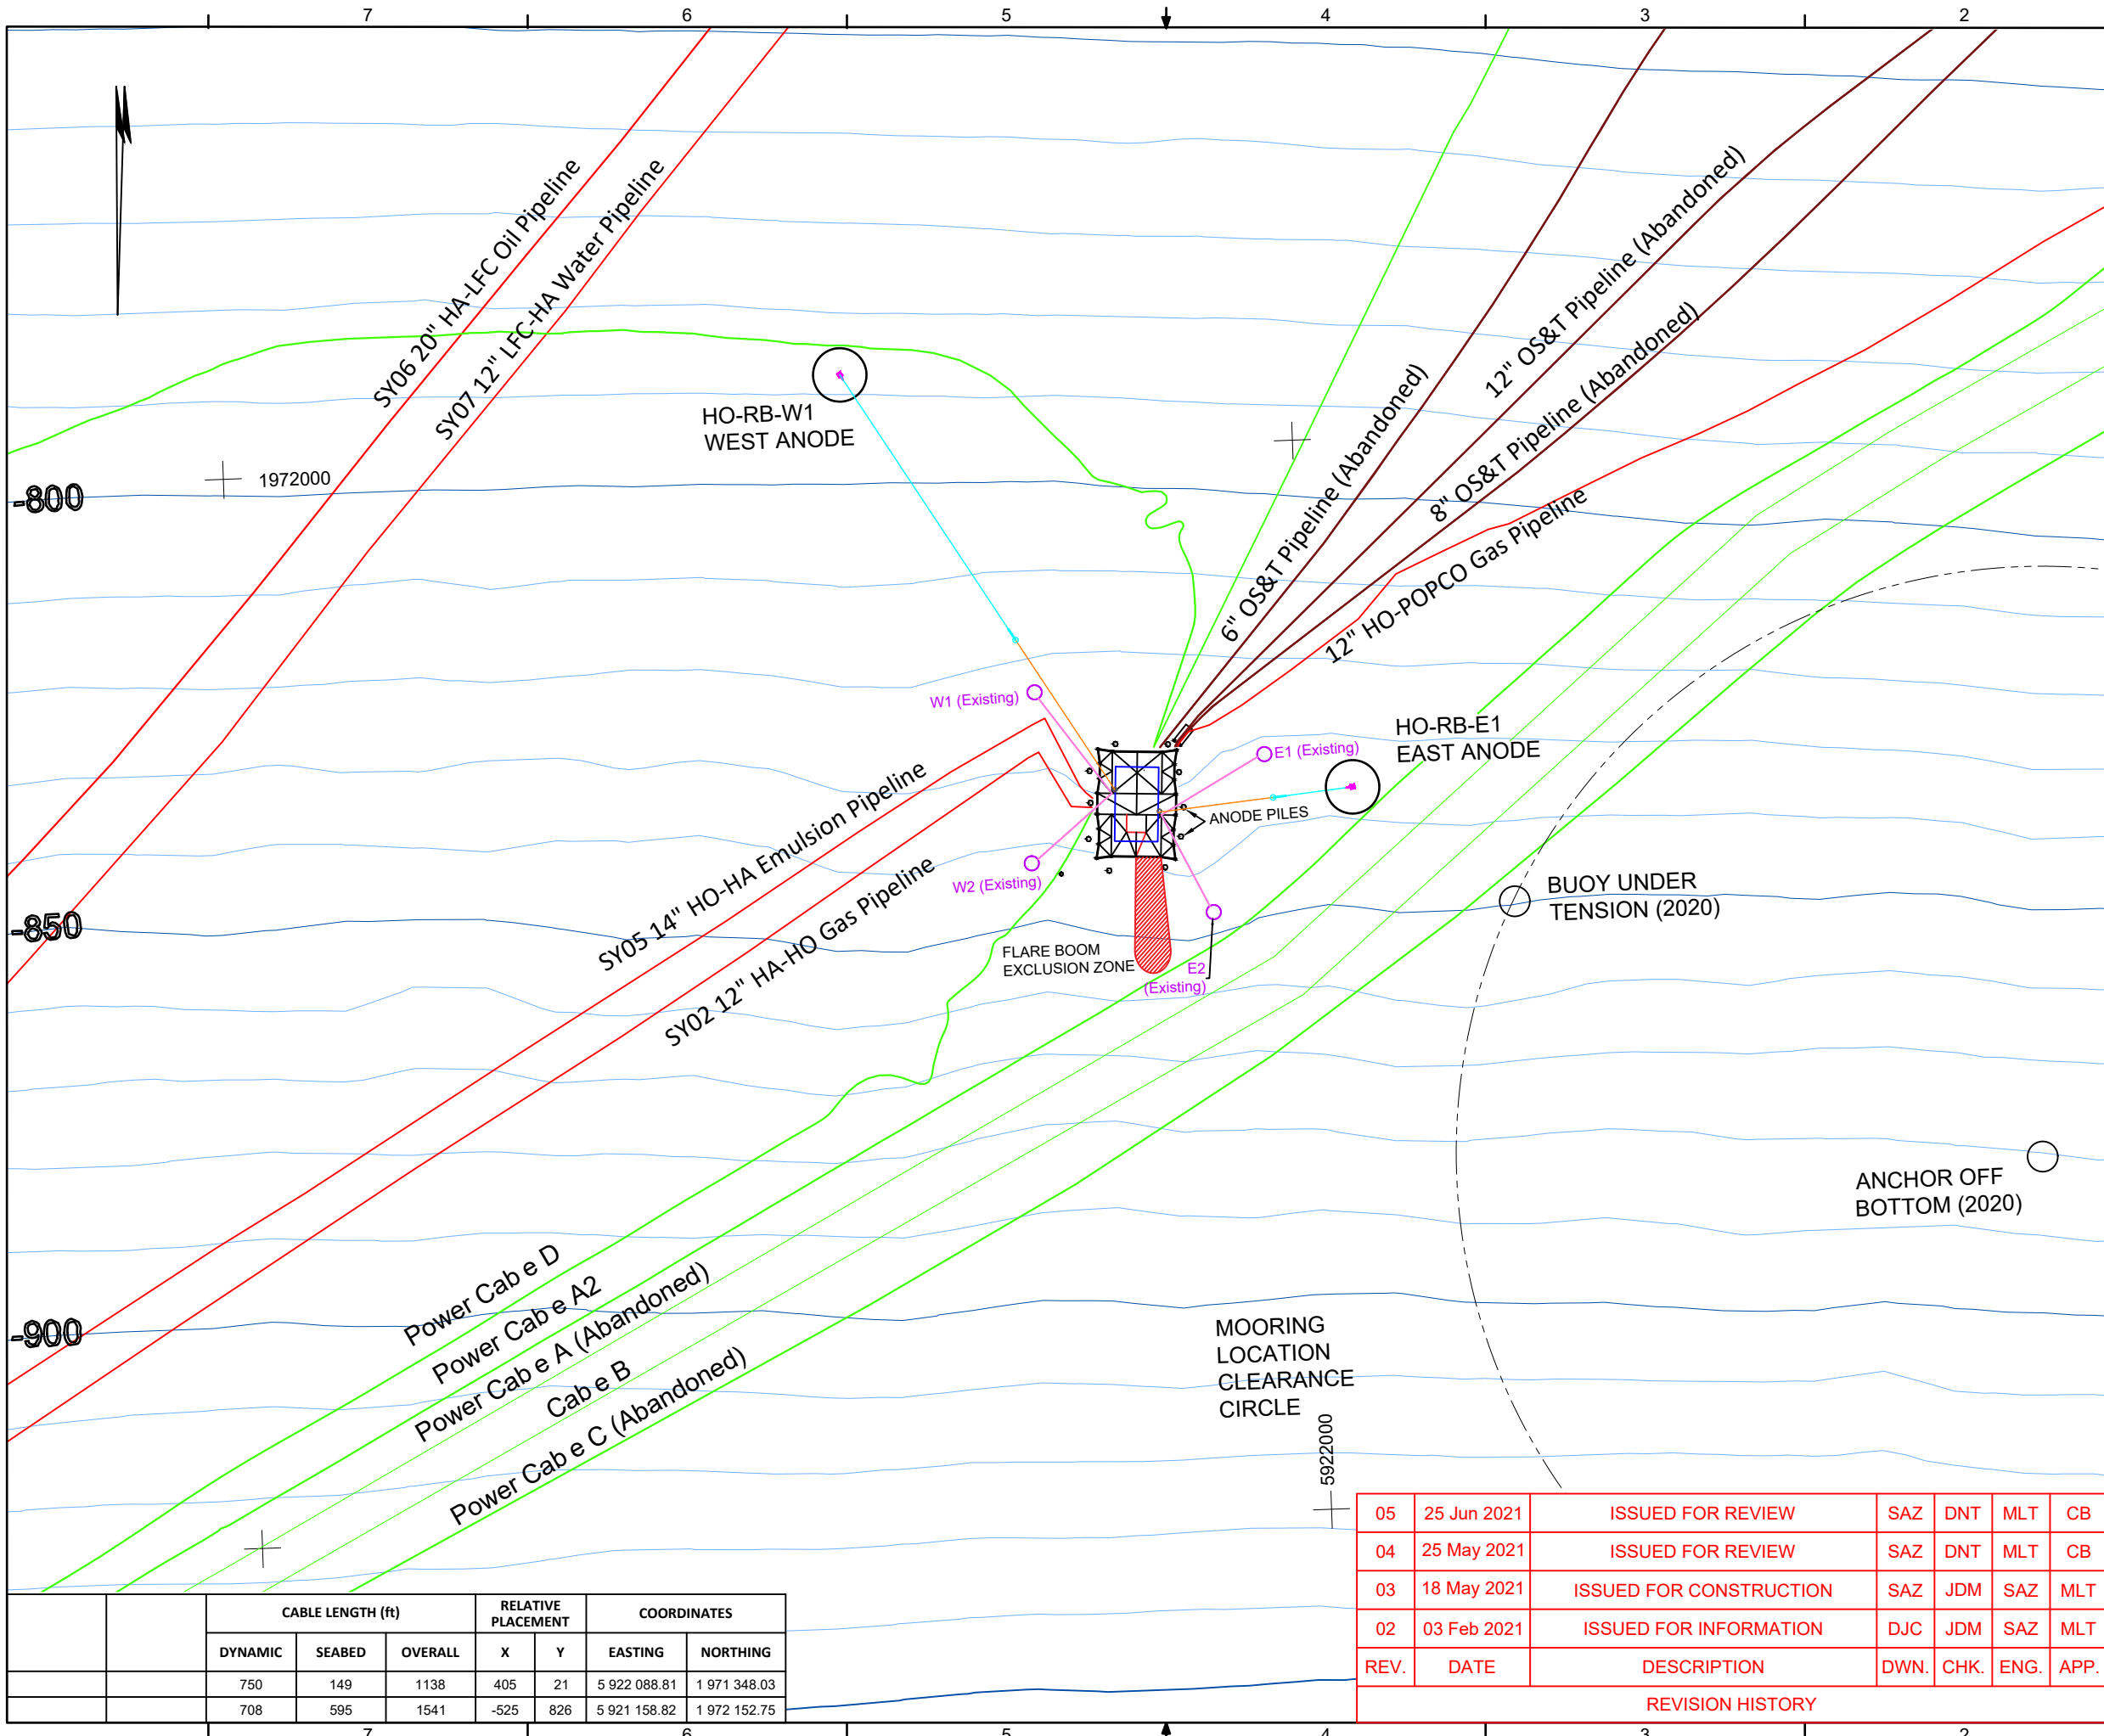 7 6 5 4 3 2
SY06 20" HA-LFC Oil Pipeline
SY07 12" LFC-HA Water Pipeline
12" OS&T Pipeline (Abandoned)
8" OS&T Pipeline (Abandoned)
6" OS&T Pipeline (Abandoned)
12" HO-POPCO Gas Pipeline
HO-RB-W1
WEST ANODE
1972000
-800
W1 (Existing)
E1 (Existing)
HO-RB-E1
EAST ANODE
ANODE PILES
W2 (Existing)
SY05 14" HO-HA Emulsion Pipeline
SY02 12" HA-HO Gas Pipeline
-850
BUOY UNDER
TENSION (2020)
FLARE BOOM
EXCLUSION ZONE
E2
(Existing)
ANCHOR OFF
BOTTOM (2020)
Power Cab e D
Power Cab e A2
Power Cab e A (Abandoned)
Cab e B
Power Cab e C (Abandoned)
-900
MOORING
LOCATION
CLEARANCE
CIRCLE
5922000
CABLE LENGTH (ft) RELATIVE PLACEMENT COORDINATES
DYNAMIC SEABED OVERALL X Y EASTING NORTHING
750 149 1138 405 21 5 922 088.81 1 971 348.03
708 595 1541 -525 826 5 921 158.82 1 972 152.75
05 25 Jun 2021 ISSUED FOR REVIEW SAZ DNT MLT CB
04 25 May 2021 ISSUED FOR REVIEW SAZ DNT MLT CB
03 18 May 2021 ISSUED FOR CONSTRUCTION SAZ JDM SAZ MLT
02 03 Feb 2021 ISSUED FOR INFORMATION DJC JDM SAZ MLT
REV. DATE DESCRIPTION DWN. CHK. ENG. APP.
REVISION HISTORY
7 6 5 4 3 2